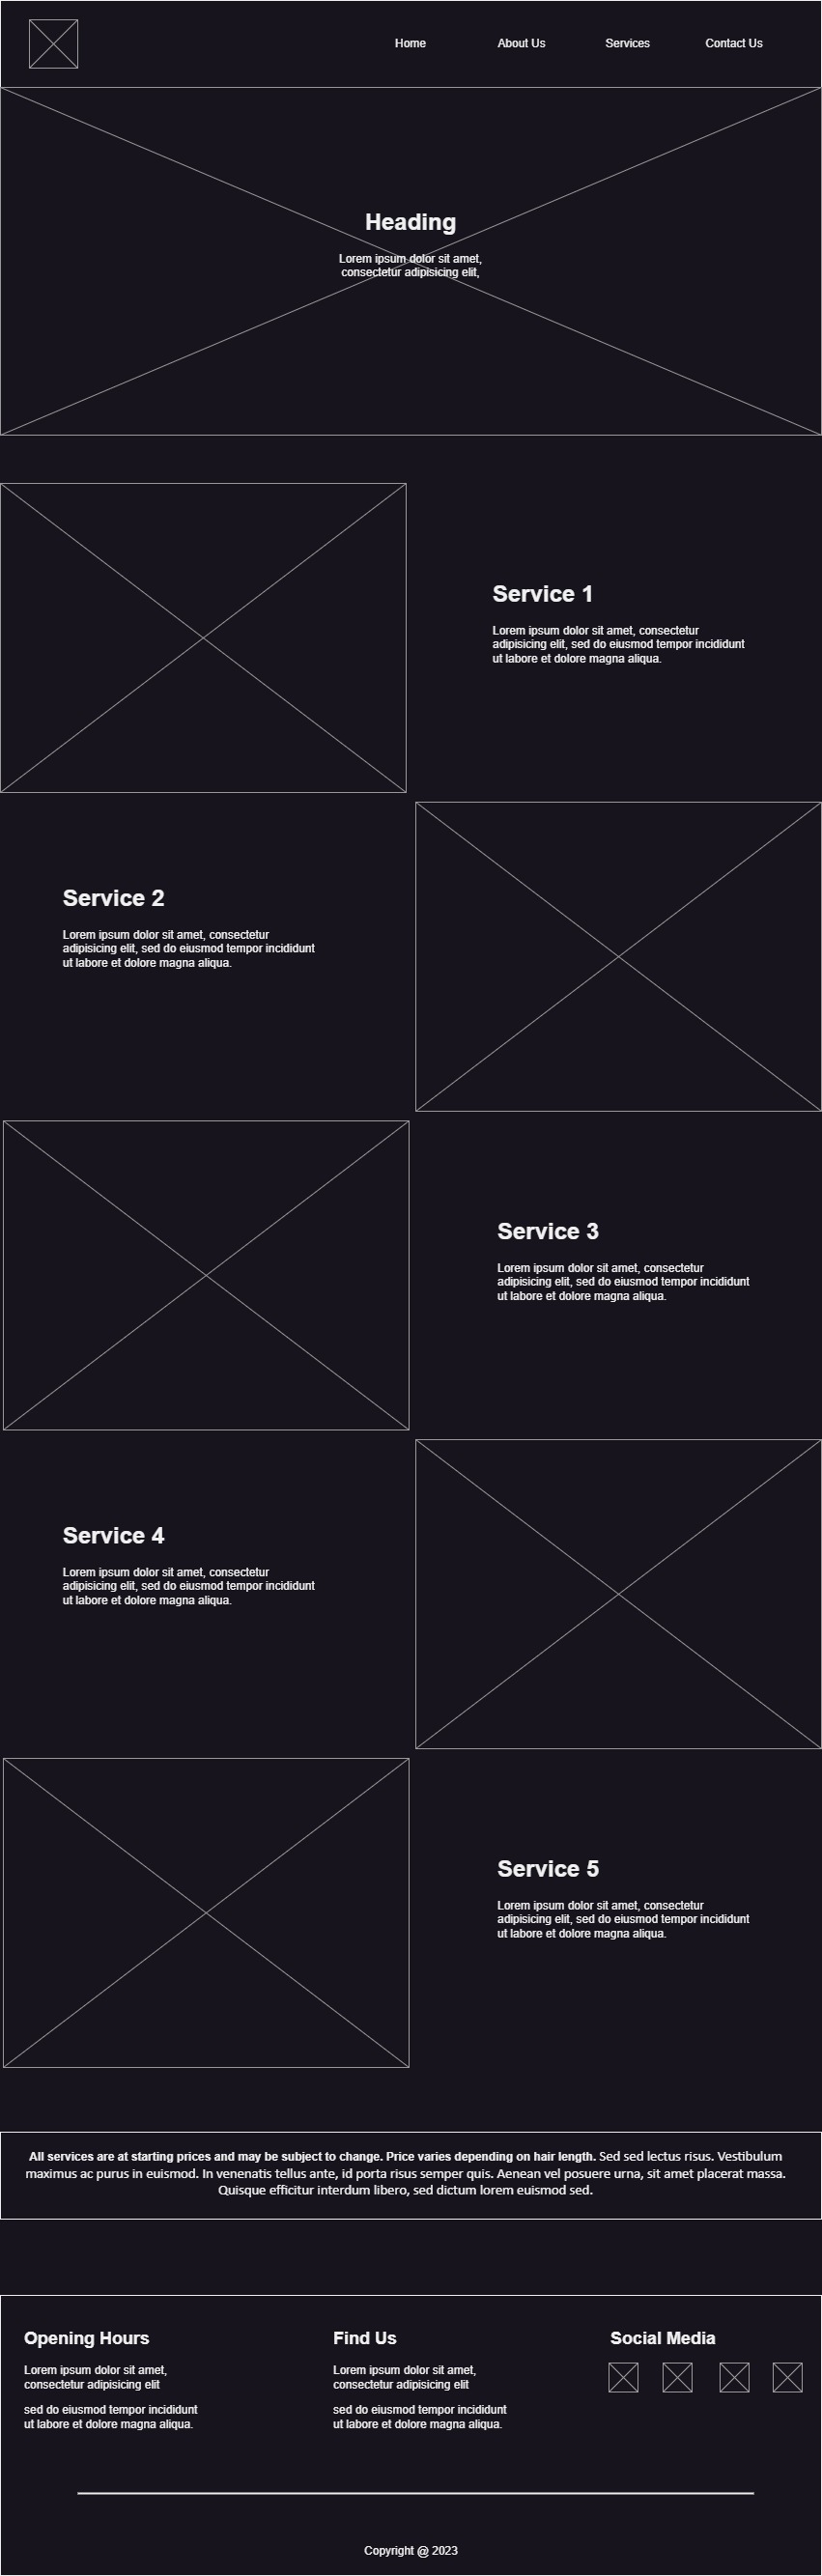 Home About Us Services Contact Us
Heading
Lorem ipsum dolor sit amet,
consectetur adipisicing elit,
Service 1
Lorem ipsum dolor sit amet, consectetur
adipisicing elit, sed do eiusmod tempor incididunt
ut labore et dolore magna aliqua.
Service 2
Lorem ipsum dolor sit amet, consectetur
adipisicing elit, sed do eiusmod tempor incididunt
ut labore et dolore magna aliqua.
Service 3
Lorem ipsum dolor sit amet, consectetur
adipisicing elit, sed do eiusmod tempor incididunt
ut labore et dolore magna aliqua.
Service 4
Lorem ipsum dolor sit amet, consectetur
adipisicing elit, sed do eiusmod tempor incididunt
ut labore et dolore magna aliqua.
Service 5
Lorem ipsum dolor sit amet, consectetur
adipisicing elit, sed do eiusmod tempor incididunt
ut labore et dolore magna aliqua.
All services are at starting prices and may be subject to change. Price varies depending on hair length. Sed sed lectus risus. Vestibulum
maximus ac purus in euismod. In venenatis tellus ante, id porta risus semper quis. Aenean vel posuere urna, sit amet placerat massa.
Quisque efficitur interdum libero, sed dictum lorem euismod sed.
Opening Hours
Lorem ipsum dolor sit amet,
consectetur adipisicing elit
sed do eiusmod tempor incididunt
ut labore et dolore magna aliqua.
Find Us
Lorem ipsum dolor sit amet,
consectetur adipisicing elit
sed do eiusmod tempor incididunt
ut labore et dolore magna aliqua.
Social Media
Copyright @ 2023